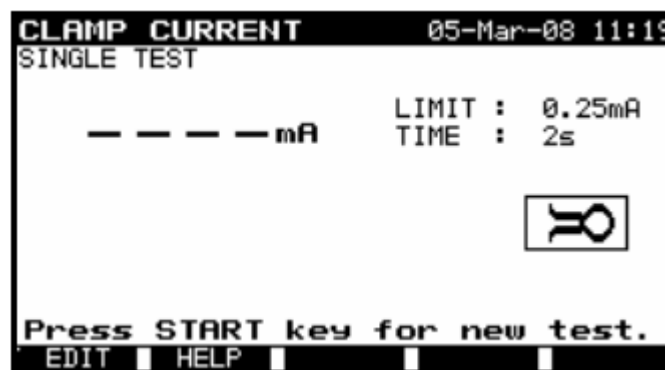 CLAMP CURRENT 05-Mar-08 11:19
SINGLE TEST
LIMIT : 0.25mA
– – – – mA TIME : 2s
Press START key for new test.
EDIT HELP